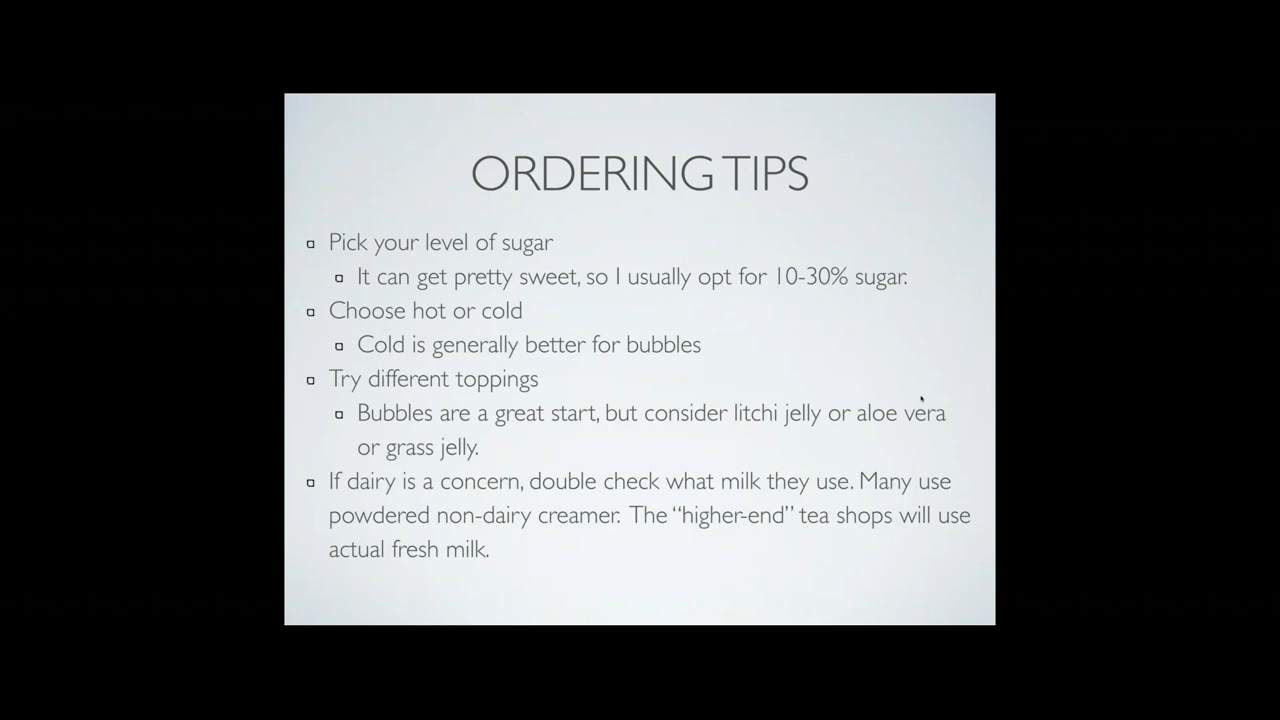 ORDERING TIPS
Pick your level of sugar
It can get pretty sweet, so I usually opt for 10-30% sugar.
Choose hot or cold
Cold is generally better for bubbles
Try different toppings
Bubbles are a great start, but consider litchi jelly or aloe vera
or grass jelly.
If dairy is a concern, double check what milk they use. Many use
powdered non-dairy creamer. The “higher-end” tea shops will use
actual fresh milk.